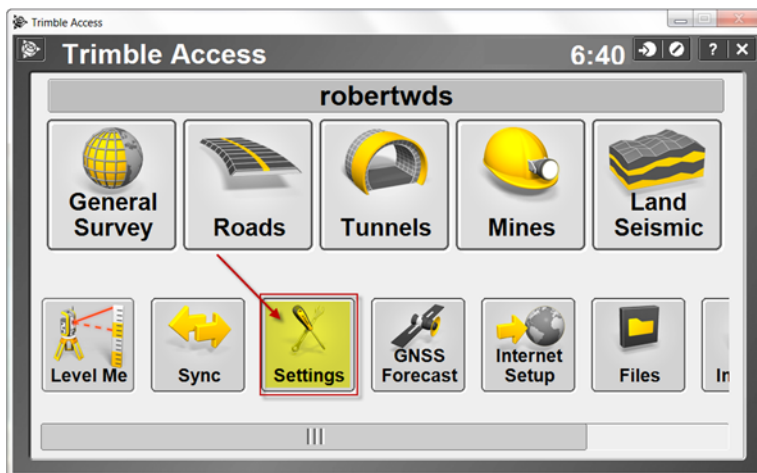 Trimble Access
Trimble Access
6:40
?
robertwds
General
Survey
Roads
Tunnels
Mines
Land
Seismic
Level Me
Sync
Settings
GNSS
Forecast
Internet
Setup
Files
In